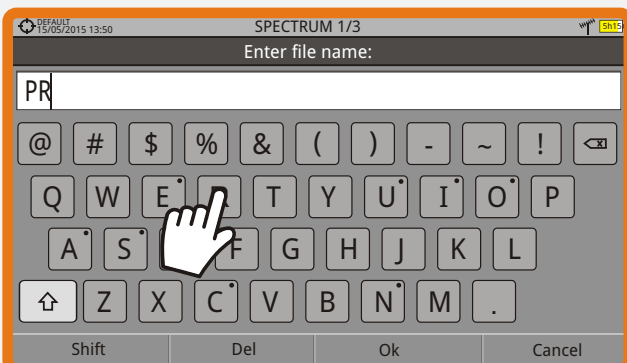 DEFAULT
15/05/2015 13:50 SPECTRUM 1/3 5h15
Enter file name:
PR
@ # $ % & ( ) - ~ !
Q W E R T Y U I O P
A S F G H J K L
Z X C V B N M .
Shift Del Ok Cancel